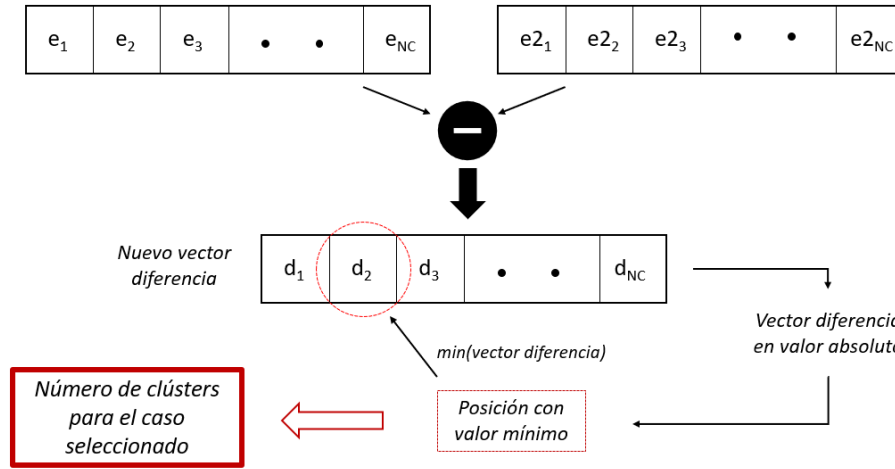 e1 e2 e3 • • eNC
e21 e22 e23 • • e2NC
Nuevo vector
diferencia
d1 d2 d3 • • dNC
Vector diferencia
en valor absoluto
min(vector diferencia)
Posición con
valor mínimo
Número de clústers
para el caso
seleccionado